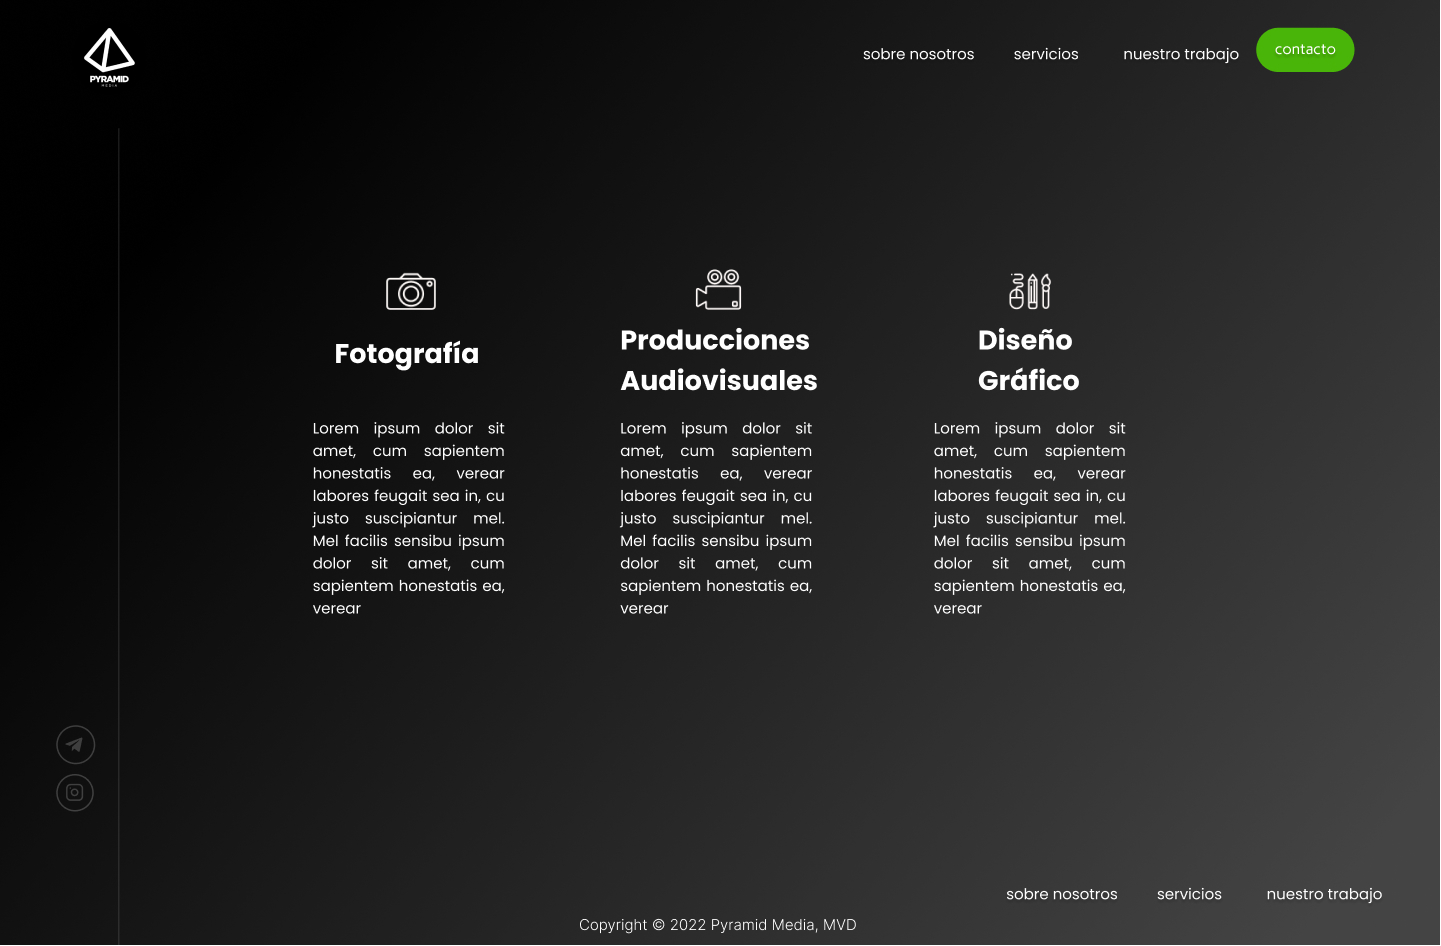 PYRAMID
MEDIA
sobre nosotros
servicios
nuestro trabajo
contacto
Fotografía
Lorem ipsum dolor sit
amet, cum sapientem
honestatis ea, verear
labores feugait sea in, cu
justo suscipiantur mel.
Mel facilis sensibu ipsum
dolor sit amet, cum
sapientem honestatis ea,
verear
Producciones
Audiovisuales
Lorem ipsum dolor sit
amet, cum sapientem
honestatis ea, verear
labores feugait sea in, cu
justo suscipiantur mel.
Mel facilis sensibu ipsum
dolor sit amet, cum
sapientem honestatis ea,
verear
Diseño
Gráfico
Lorem ipsum dolor sit
amet, cum sapientem
honestatis ea, verear
labores feugait sea in, cu
justo suscipiantur mel.
Mel facilis sensibu ipsum
dolor sit amet, cum
sapientem honestatis ea,
verear
sobre nosotros
servicios
nuestro trabajo
Copyright © 2022 Pyramid Media, MVD